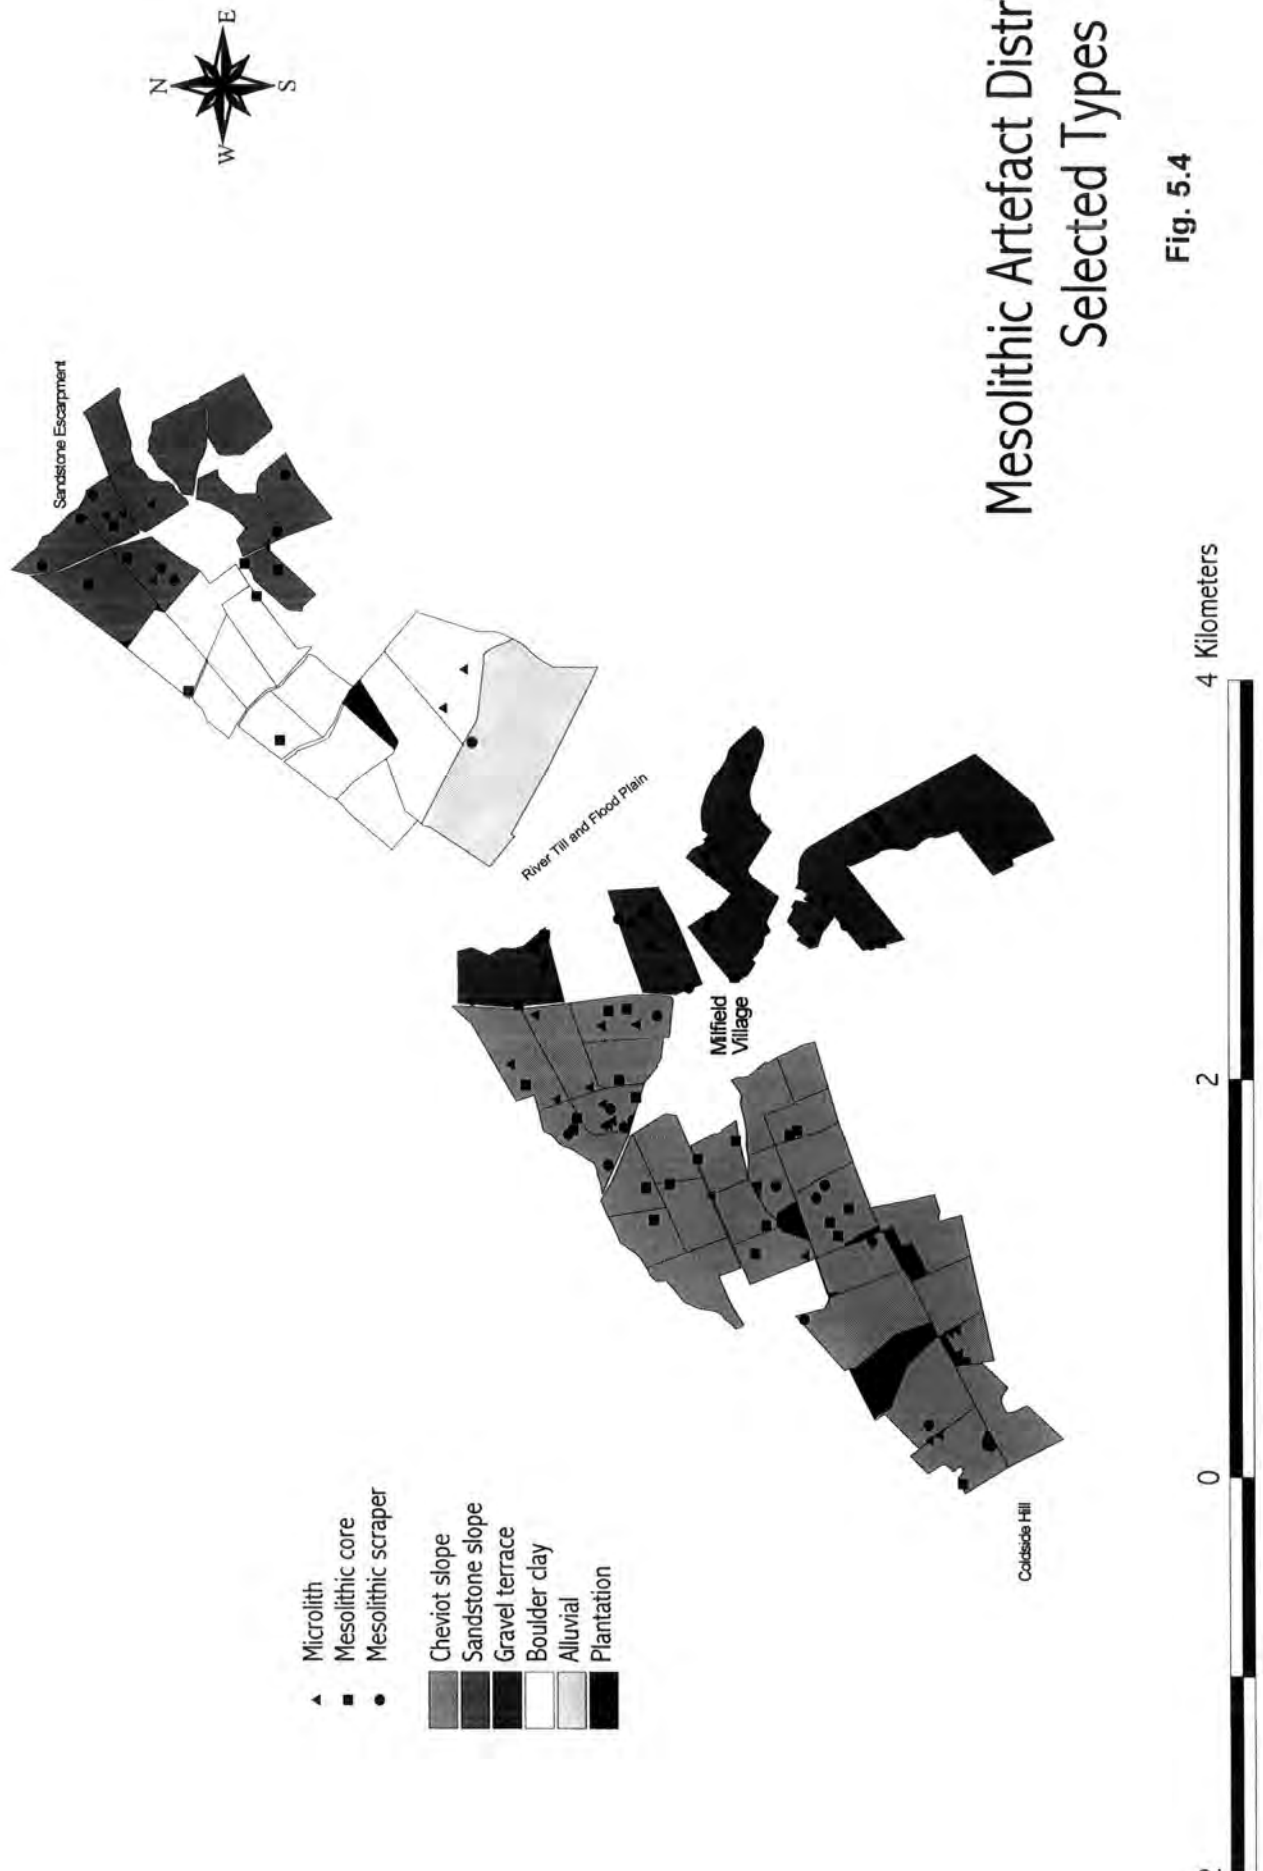 N
W
E
S
Sandstone Escarpment
River Till and Flood Plain
Milfield
Village
Coldside Hill
Microlith
Mesolithic core
Mesolithic scraper
Cheviot slope
Sandstone slope
Gravel terrace
Boulder clay
Alluvial
Plantation
0
2
4 Kilometers
Mesolithic Artefact Distr
Selected Types
Fig. 5.4